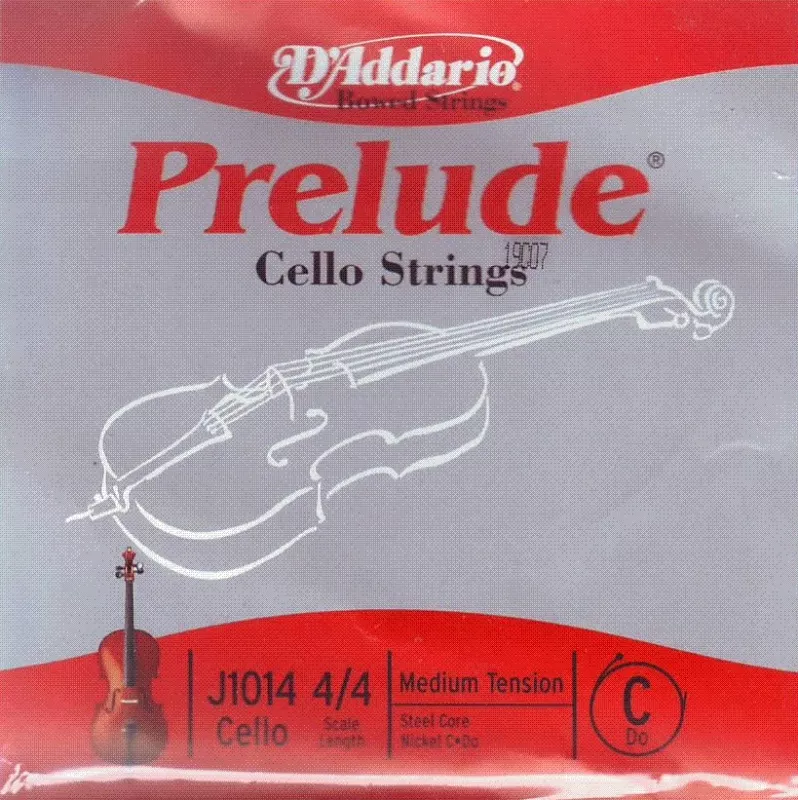 D'Addario®
Bowed Strings
Prelude®
Cello Strings
19007
J1014 4/4
Cello
Scale
Length
Medium Tension
Steel Core
Nickel C•Do
C
Do